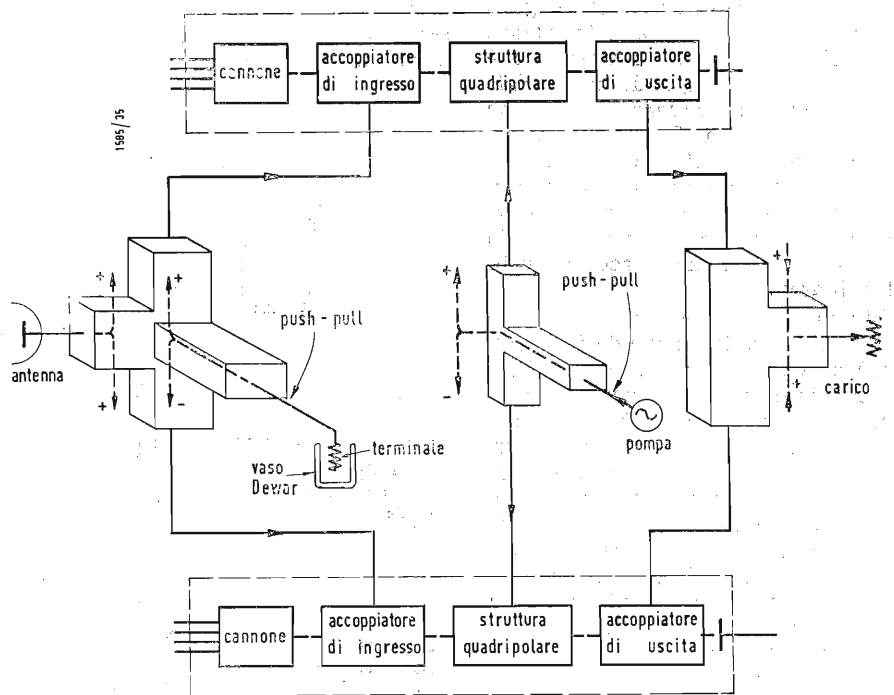 cannone
accoppiatore
di ingresso
struttura
quadripolare
accoppiatore
di uscita
1585/35
antenna
+
+
+
-
push-pull
terminale
vaso
Dewar
+
-
push-pull
pompa
+
+
carico
cannone
accoppiatore
di ingresso
struttura
quadripolare
accoppiatore
di uscita